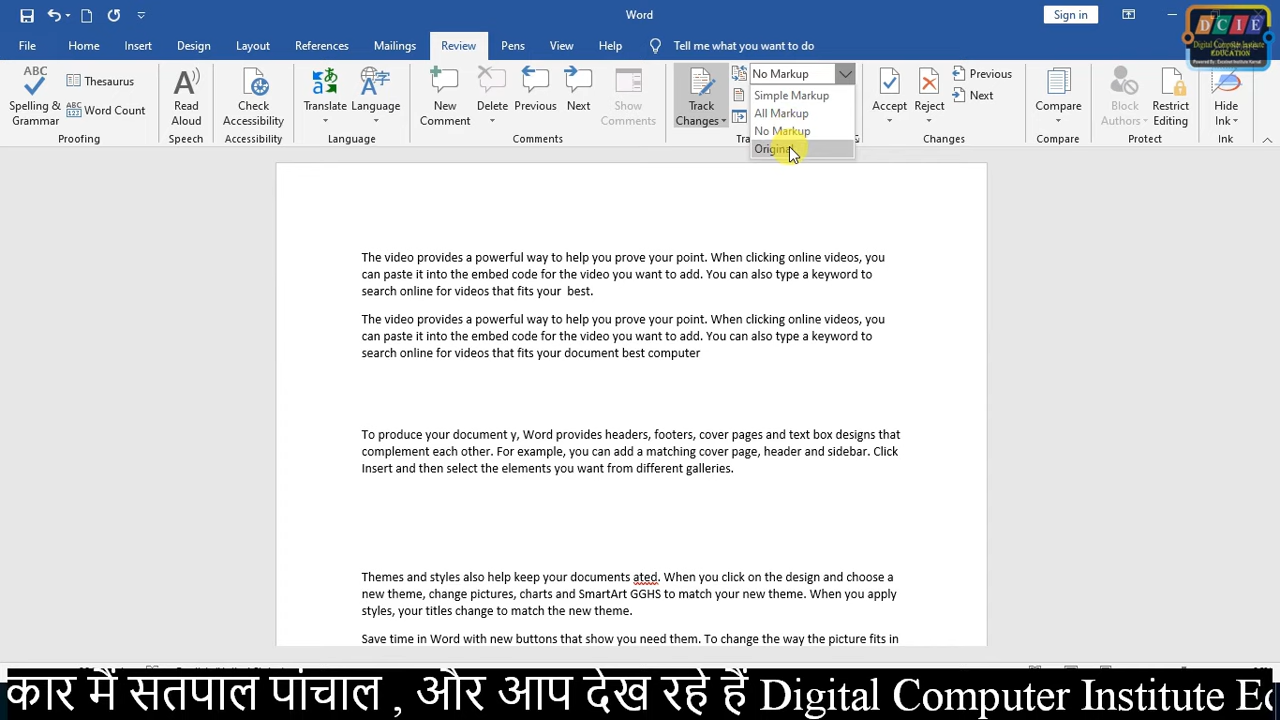 Word
Sign in
DCIE
Digital Computer Institute
EDUCATION
File Home Insert Design Layout References Mailings Review Pens View Help Tell me what you want to do
ABC Spelling & Grammar
Thesaurus
Word Count
Proofing
Read Aloud
Speech
Check Accessibility
Accessibility
Translate
Language
Language
New Comment
Delete
Previous
Next
Show Comments
Comments
Track Changes
No Markup
Simple Markup
All Markup
No Markup
Original
Accept
Reject
Previous
Next
Changes
Compare
Compare
Block Authors
Restrict Editing
Protect
Hide Ink
Ink
The video provides a powerful way to help you prove your point. When clicking online videos, you
can paste it into the embed code for the video you want to add. You can also type a keyword to
search online for videos that fits your  best.
The video provides a powerful way to help you prove your point. When clicking online videos, you
can paste it into the embed code for the video you want to add. You can also type a keyword to
search online for videos that fits your document best computer
To produce your document y, Word provides headers, footers, cover pages and text box designs that
complement each other. For example, you can add a matching cover page, header and sidebar. Click
Insert and then select the elements you want from different galleries.
Themes and styles also help keep your documents ated. When you click on the design and choose a
new theme, change pictures, charts and SmartArt GGHS to match your new theme. When you apply
styles, your titles change to match the new theme.
Save time in Word with new buttons that show you need them. To change the way the picture fits in
कार मैं सतपाल पांचाल , और आप देख रहे हैं Digital Computer Institute Ed